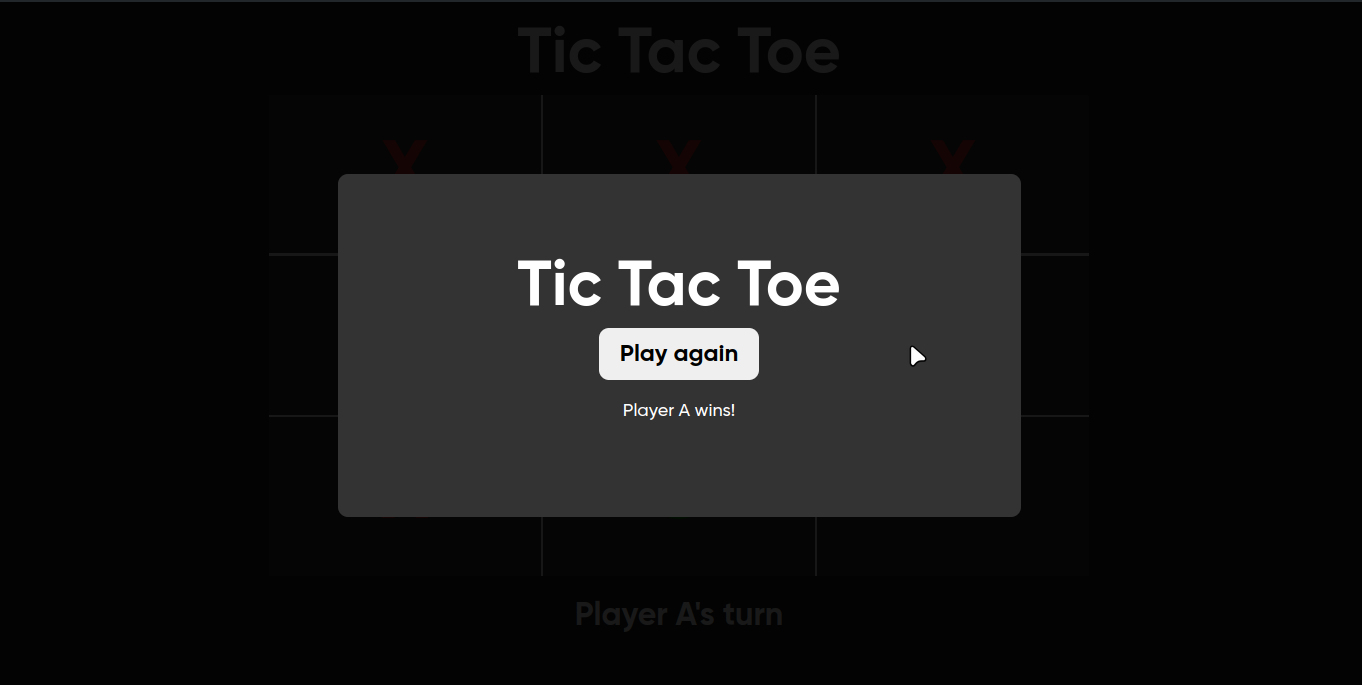 Tic Tac Toe
X X X
Tic Tac Toe
Play again
Player A wins!
Player A's turn